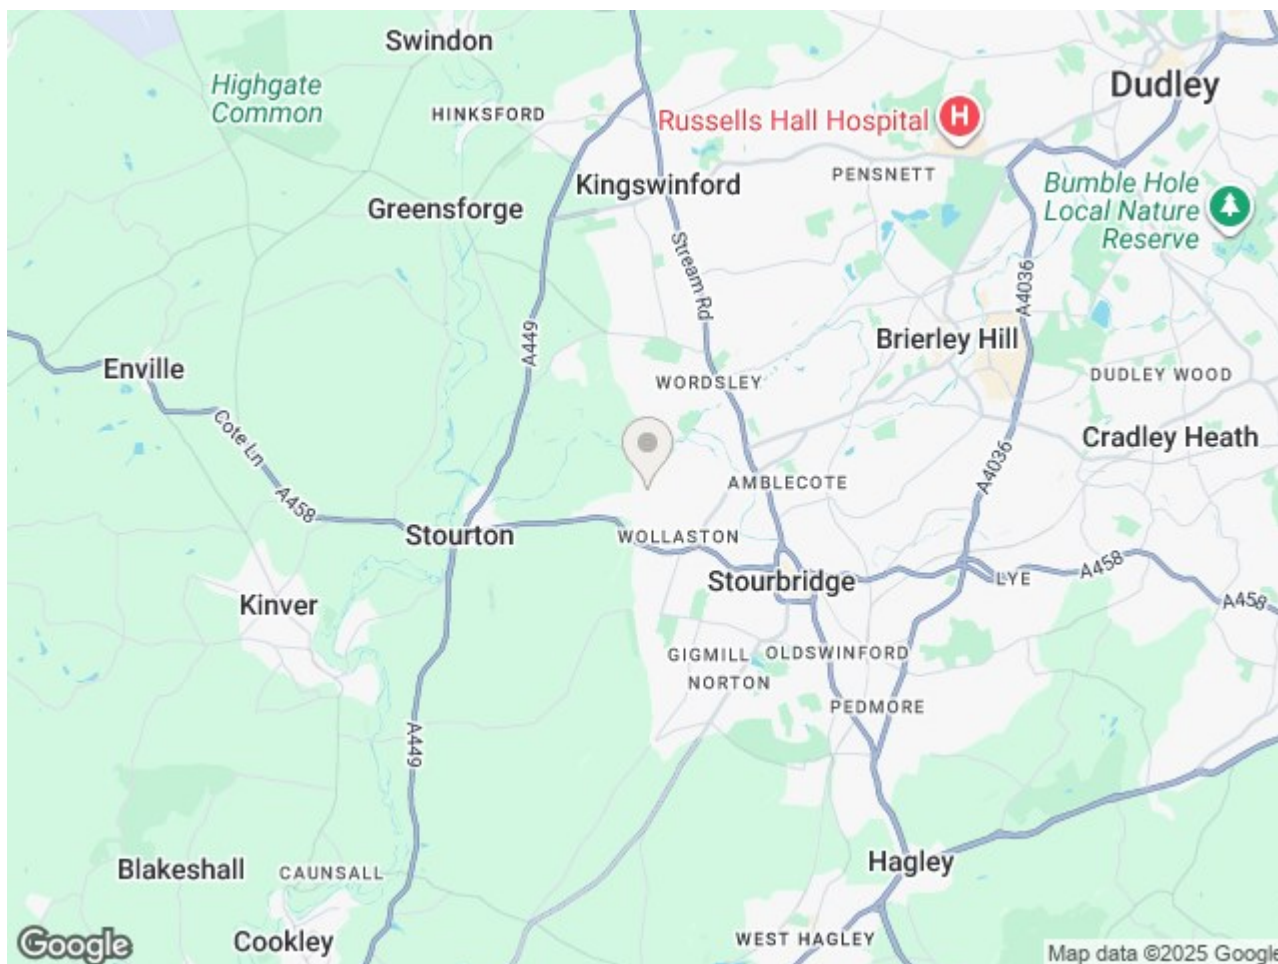 Swindon
Highgate
Common
HINKSFORD
Dudley
Russells Hall Hospital
H
PENSNETT
Kingswinford
Greensforge
Bumble Hole
Local Nature
Reserve
Stream Rd
A4036
A449
Brierley Hill
Enville
WORDSLEY
DUDLEY WOOD
Cote Ln
Cradley Heath
A4036
A458
AMBLECOTE
Stourton
WOLLASTON
Stourbridge
LYE
A458
A458
Kinver
GIGMILL
OLDSWINFORD
NORTON
PEDMORE
A449
Hagley
Blakeshall
CAUNSALL
Cookley
WEST HAGLEY
Google
Map data ©2025 Google